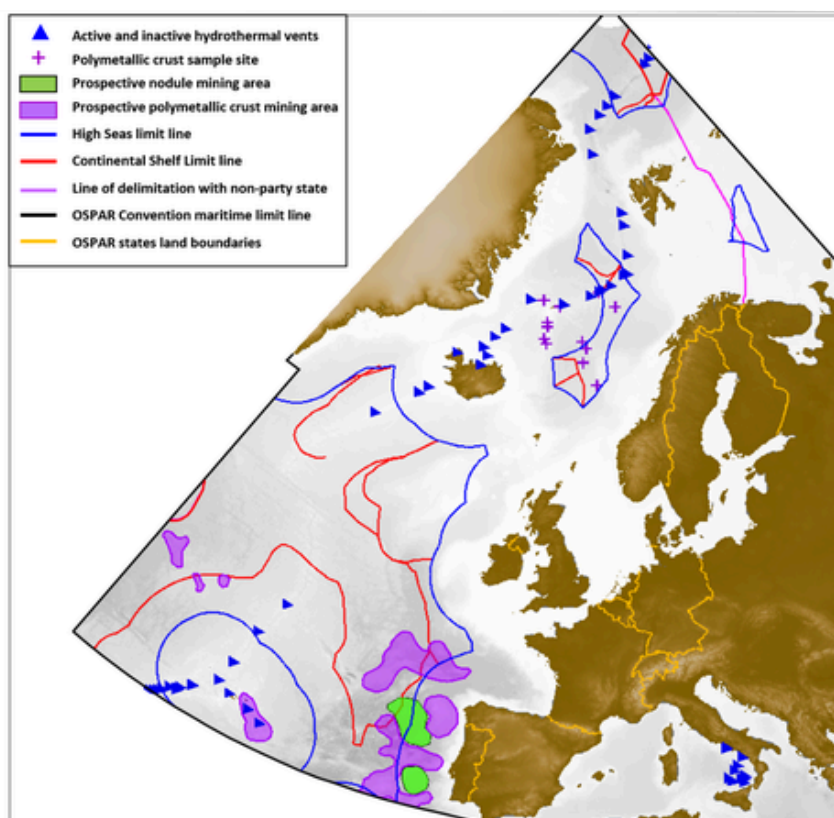 Active and inactive hydrothermal vents
Polymetallic crust sample site
Prospective nodule mining area
Prospective polymetallic crust mining area
High Seas limit line
Continental Shelf Limit line
Line of delimitation with non-party state
OSPAR Convention maritime limit line
OSPAR states land boundaries